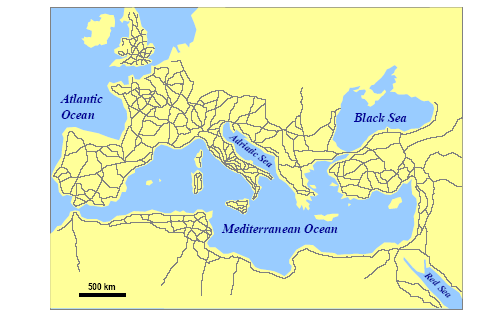 Atlantic
Ocean
Black Sea
Adriatic Sea
Mediterranean Ocean
500 km
Red Sea